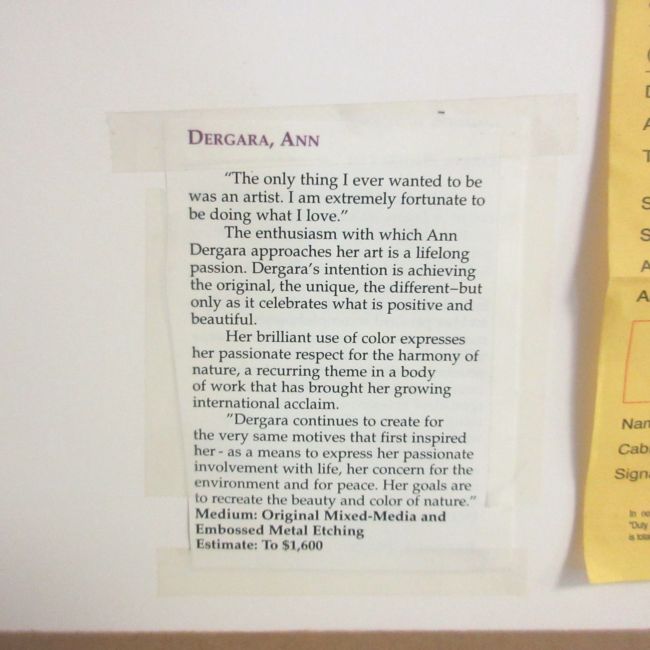 DERGARA, ANN
"The only thing I ever wanted to be
was an artist. I am extremely fortunate to
be doing what I love."
The enthusiasm with which Ann
Dergara approaches her art is a lifelong
passion. Dergara's intention is achieving
the original, the unique, the different–but
only as it celebrates what is positive and
beautiful.
Her brilliant use of color expresses
her passionate respect for the harmony of
nature, a recurring theme in a body
of work that has brought her growing
international acclaim.
"Dergara continues to create for
the very same motives that first inspired
her - as a means to express her passionate
involvement with life, her concern for the
environment and for peace. Her goals are
to recreate the beauty and color of nature."
Medium: Original Mixed-Media and
Embossed Metal Etching
Estimate: To $1,600
"Duty